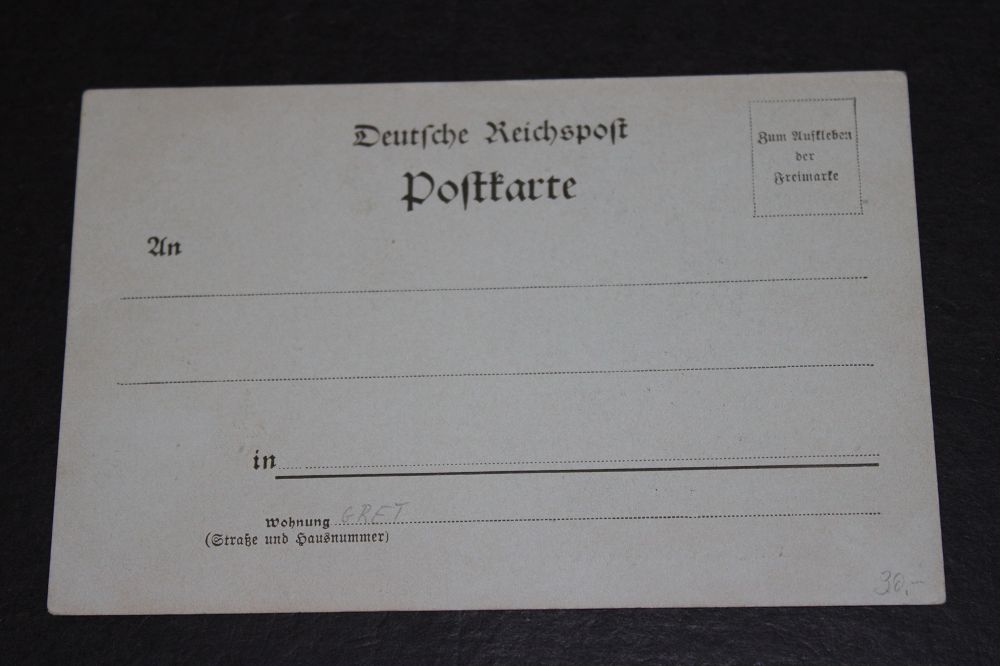 Deutsche Reichspost
Postkarte
Zum Aufkleben
der
Freimarke
An
in
Wohnung GRET
(Straße und Hausnummer)
30,-